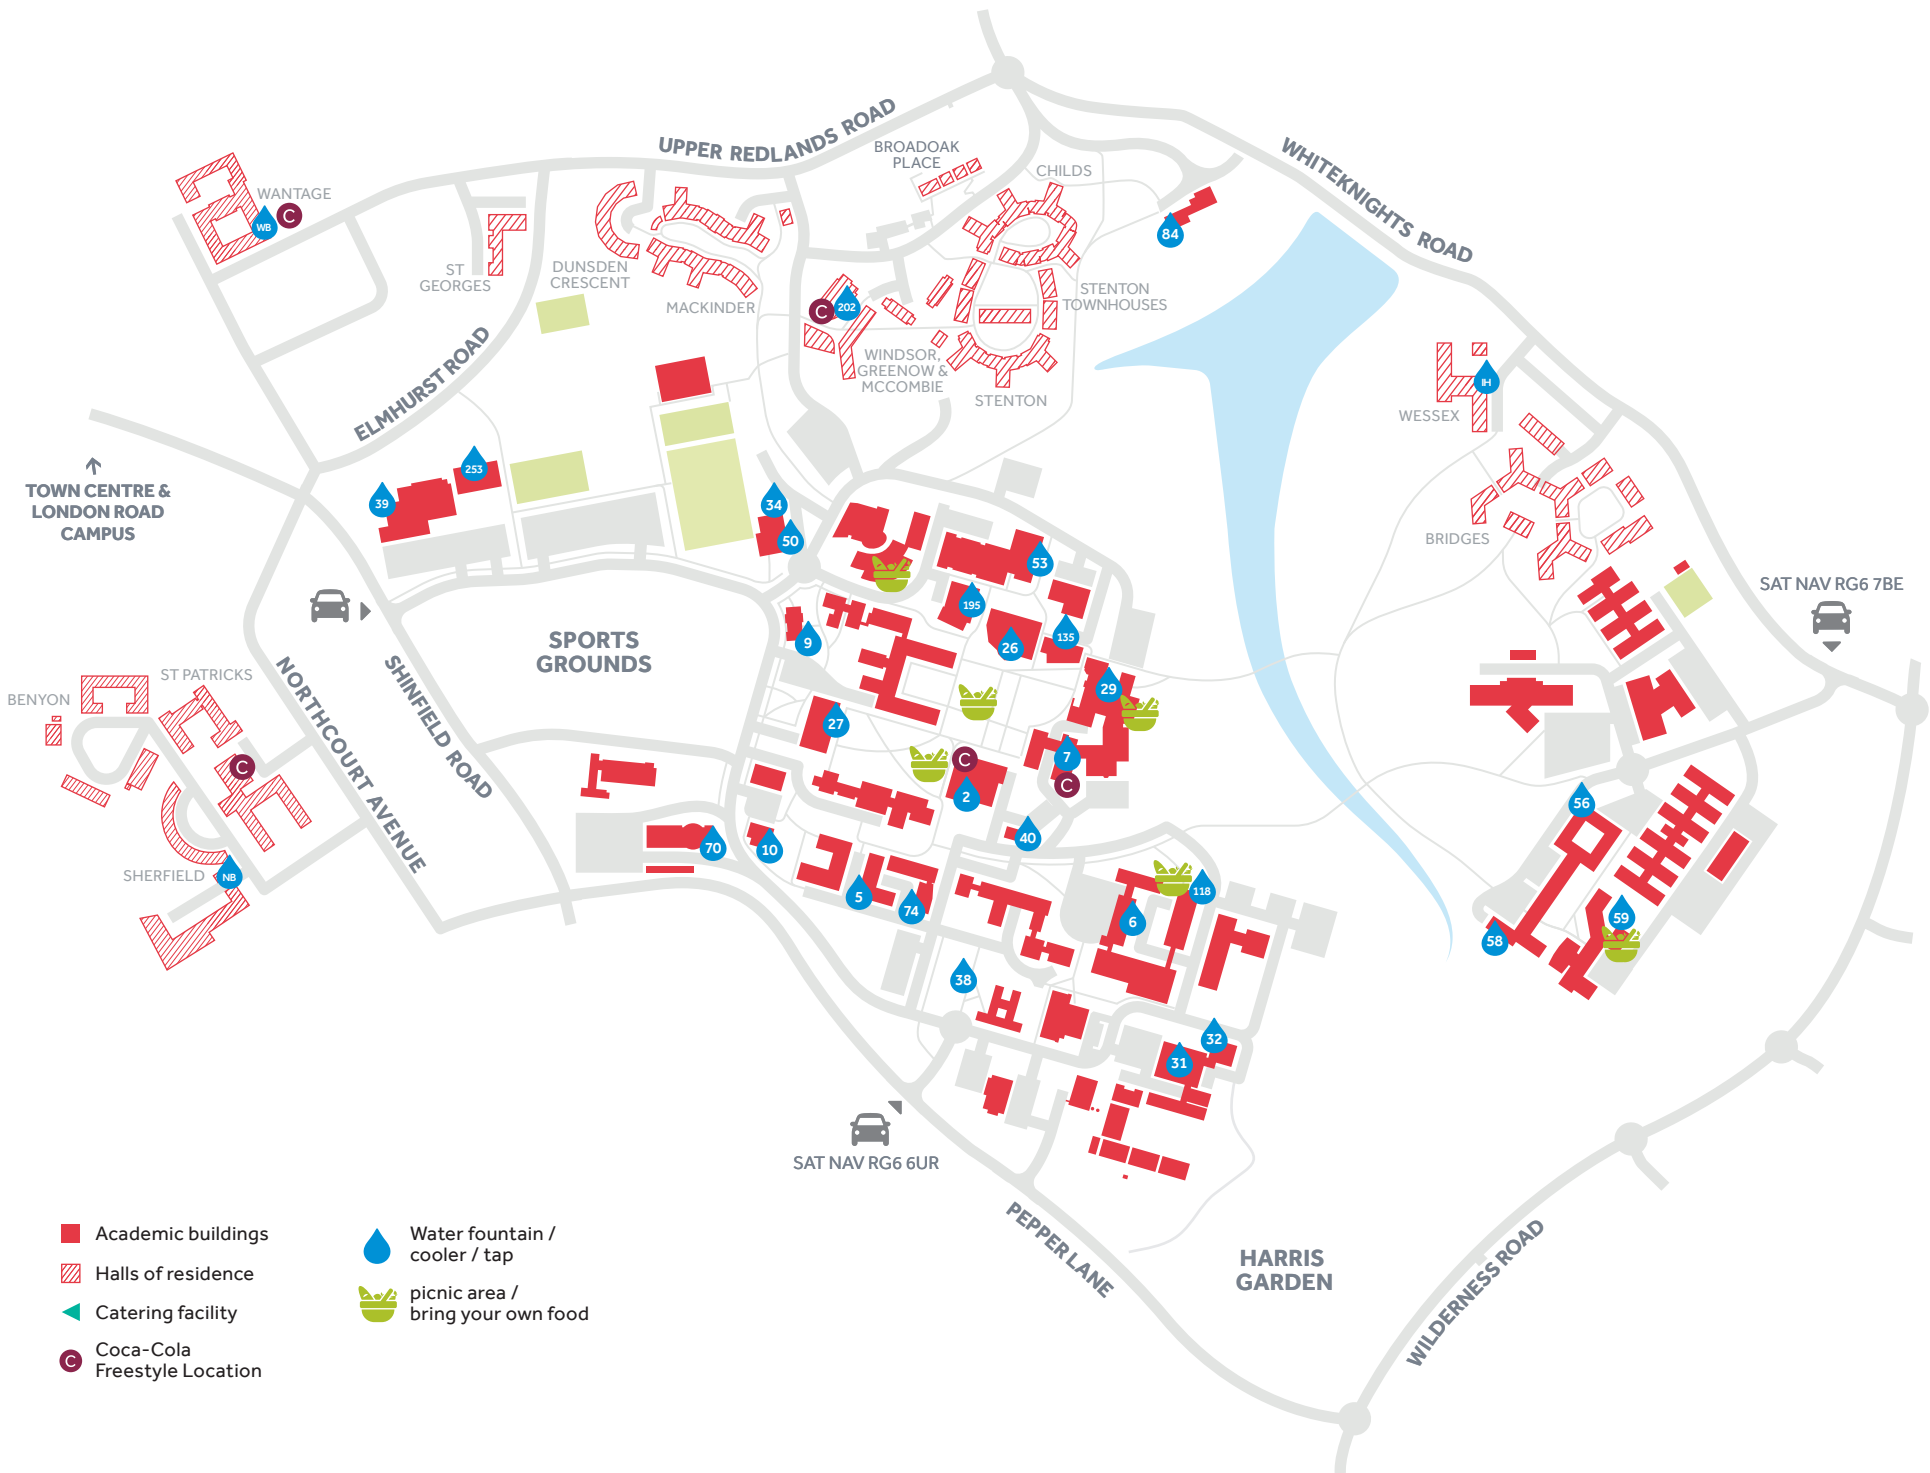 UPPER REDLANDS ROAD
BROADOAK
PLACE
CHILDS
WHITEKNIGHTS ROAD
WANTAGE
WB
C
ST
GEORGES
DUNSDEN
CRESCENT
MACKINDER
84
C
202
STENTON
TOWNHOUSES
WINDSOR,
GREENOW &
MCCOMBIE
STENTON
ELMHURST ROAD
IH
WESSEX
TOWN CENTRE &
LONDON ROAD
CAMPUS
253
39
34
50
53
BRIDGES
SAT NAV RG6 7BE
195
135
26
9
SPORTS
GROUNDS
29
27
7
C
C
2
40
BENYON
ST PATRICKS
C
NORTHCOURT AVENUE
SHINFIELD ROAD
SHERFIELD
NB
70
10
5
74
118
6
56
59
58
38
32
31
SAT NAV RG6 6UR
PEPPER LANE
HARRIS
GARDEN
WILDERNESS ROAD
Academic buildings
Halls of residence
Catering facility
C
Coca-Cola
Freestyle Location
Water fountain /
cooler / tap
picnic area /
bring your own food